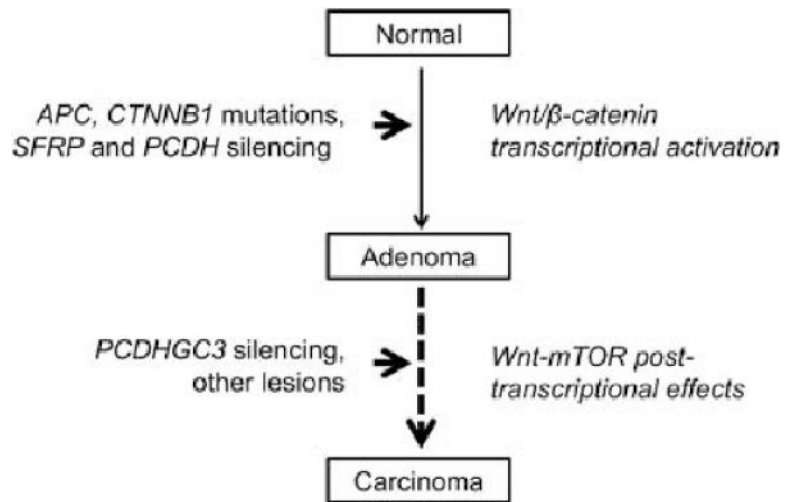 Normal
APC, CTNNB1 mutations,
SFRP and PCDH silencing
Wnt/β-catenin
transcriptional activation
Adenoma
PCDHGC3 silencing,
other lesions
Wnt-mTOR post-
transcriptional effects
Carcinoma